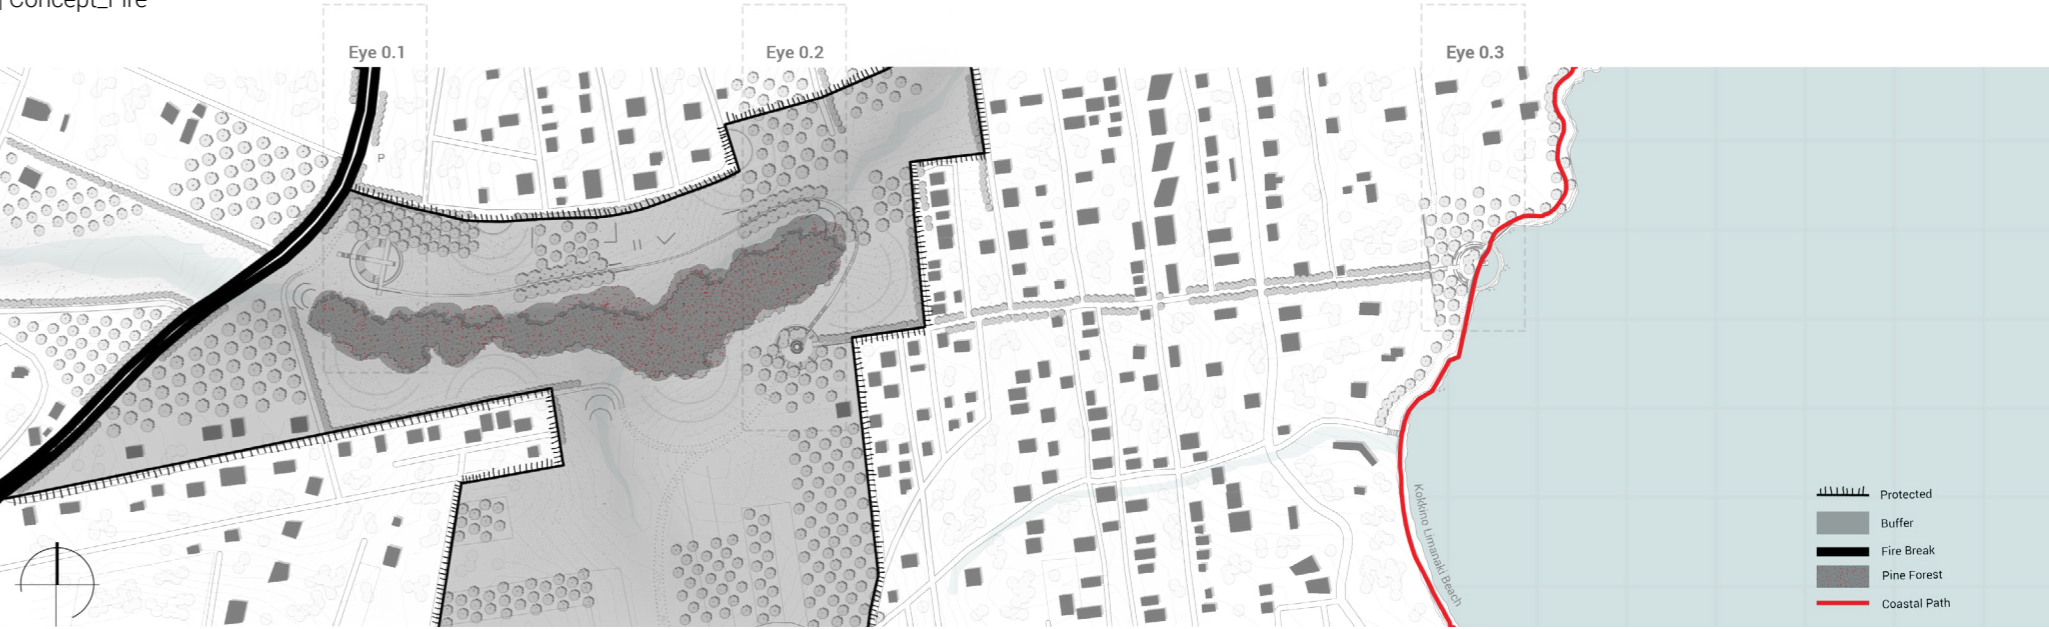 | Concept_Fire
Eye 0.1
Eye 0.2
Eye 0.3
P
Kokkino Limanaki Beach
Protected
Buffer
Fire Break
Pine Forest
Coastal Path